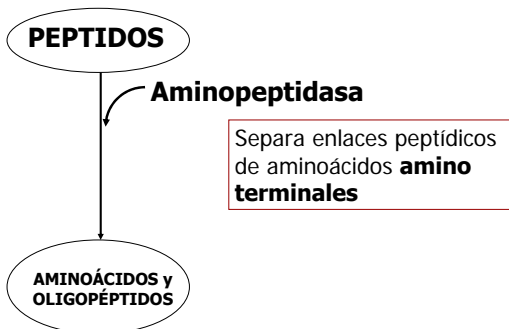 PEPTIDOS
Aminopeptidasa
Separa enlaces peptídicos
de aminoácidos amino
terminales
AMINOÁCIDOS y
OLIGOPÉPTIDOS